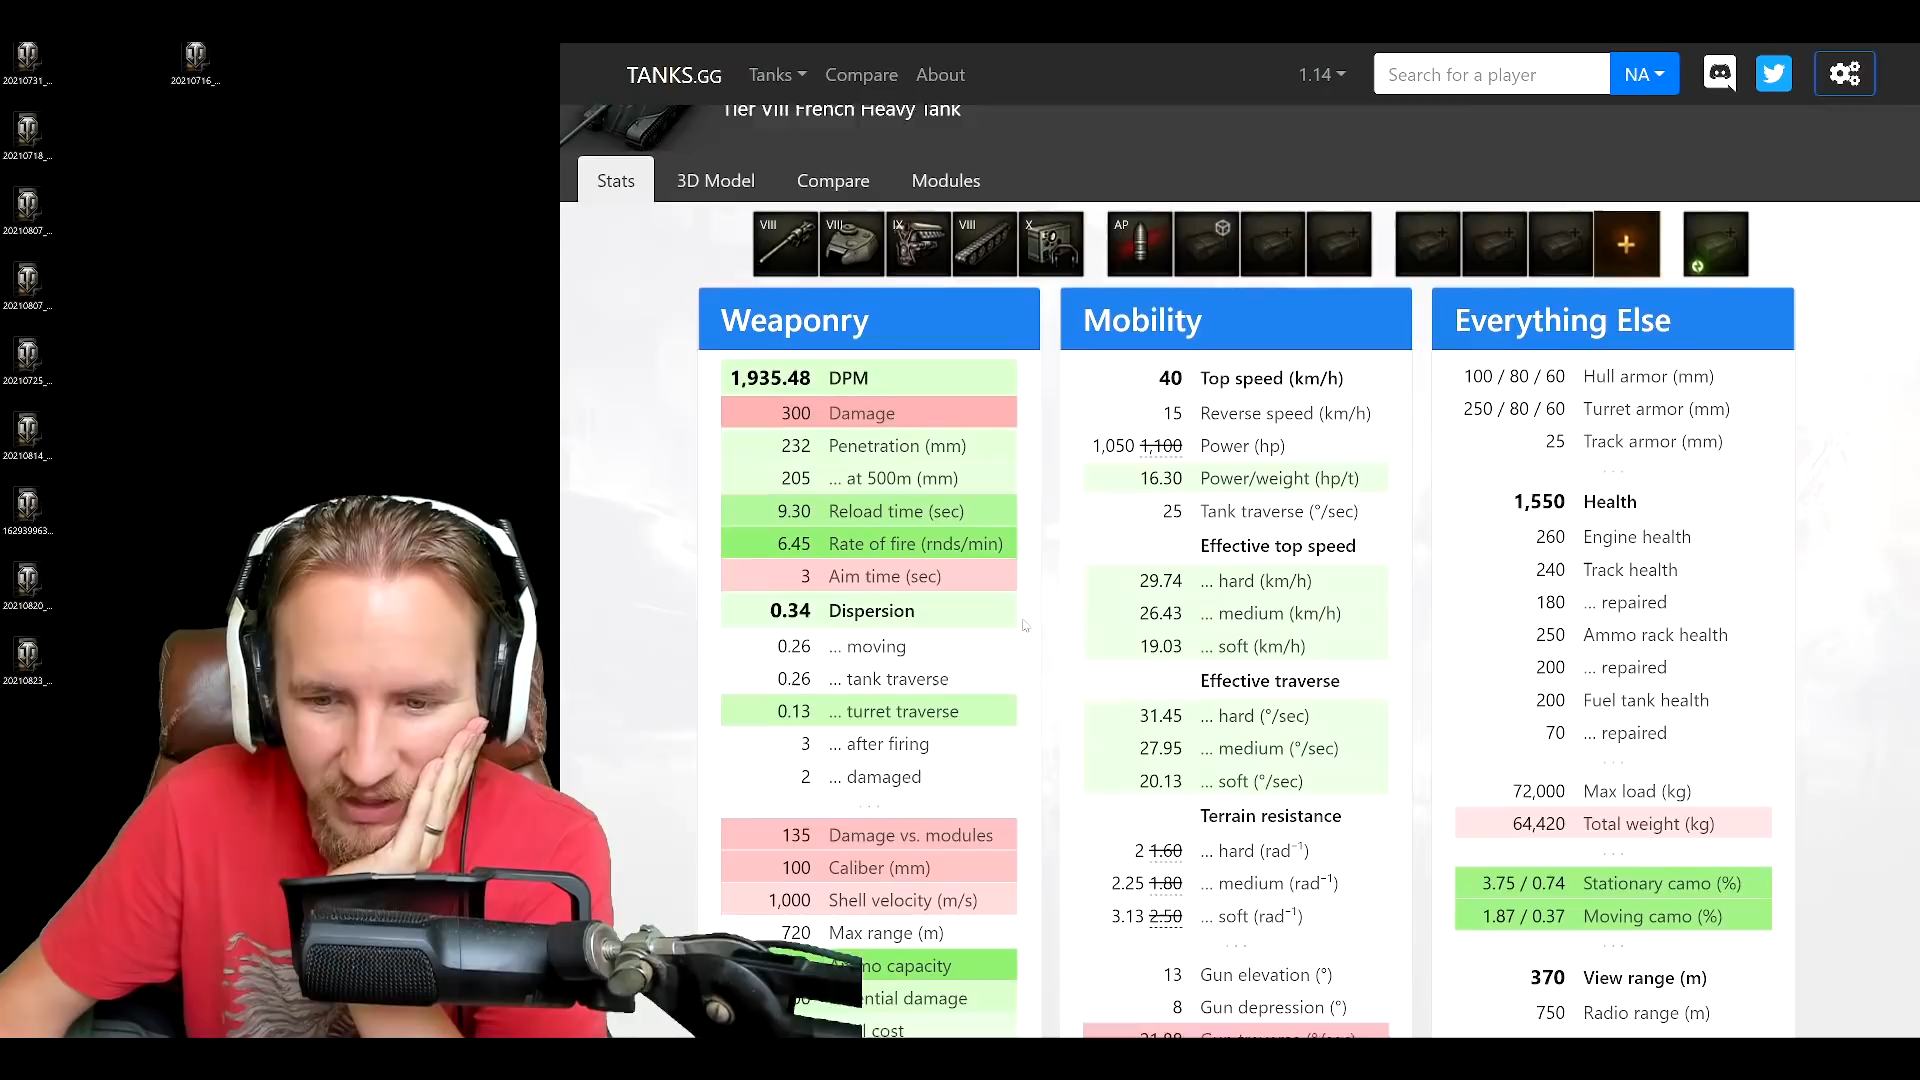 20210731_...
20210716_...
20210718_...
20210807_...
20210807_...
20210725_...
20210814_...
162939963...
20210820_...
20210823_...
TANKS.GG
Tanks
Compare
About
1.14
Search for a player
NA
Tier VIII French Heavy Tank
Stats
3D Model
Compare
Modules
VIII
VIII
IX
VIII
X
AP
Weaponry
1,935.48 DPM
300 Damage
232 Penetration (mm)
205 ... at 500m (mm)
9.30 Reload time (sec)
6.45 Rate of fire (rnds/min)
3 Aim time (sec)
0.34 Dispersion
0.26 ... moving
0.26 ... tank traverse
0.13 ... turret traverse
3 ... after firing
2 ... damaged
...
135 Damage vs. modules
100 Caliber (mm)
1,000 Shell velocity (m/s)
720 Max range (m)
capacity
damage
cost
Mobility
40 Top speed (km/h)
15 Reverse speed (km/h)
1,050 1,100 Power (hp)
16.30 Power/weight (hp/t)
25 Tank traverse (°/sec)
Effective top speed
29.74 ... hard (km/h)
26.43 ... medium (km/h)
19.03 ... soft (km/h)
Effective traverse
31.45 ... hard (°/sec)
27.95 ... medium (°/sec)
20.13 ... soft (°/sec)
Terrain resistance
2 1.60 ... hard (rad⁻¹)
2.25 1.80 ... medium (rad⁻¹)
3.13 2.50 ... soft (rad⁻¹)
...
13 Gun elevation (°)
8 Gun depression (°)
Everything Else
100 / 80 / 60 Hull armor (mm)
250 / 80 / 60 Turret armor (mm)
25 Track armor (mm)
...
1,550 Health
260 Engine health
240 Track health
180 ... repaired
250 Ammo rack health
200 ... repaired
200 Fuel tank health
70 ... repaired
...
72,000 Max load (kg)
64,420 Total weight (kg)
...
3.75 / 0.74 Stationary camo (%)
1.87 / 0.37 Moving camo (%)
...
370 View range (m)
750 Radio range (m)